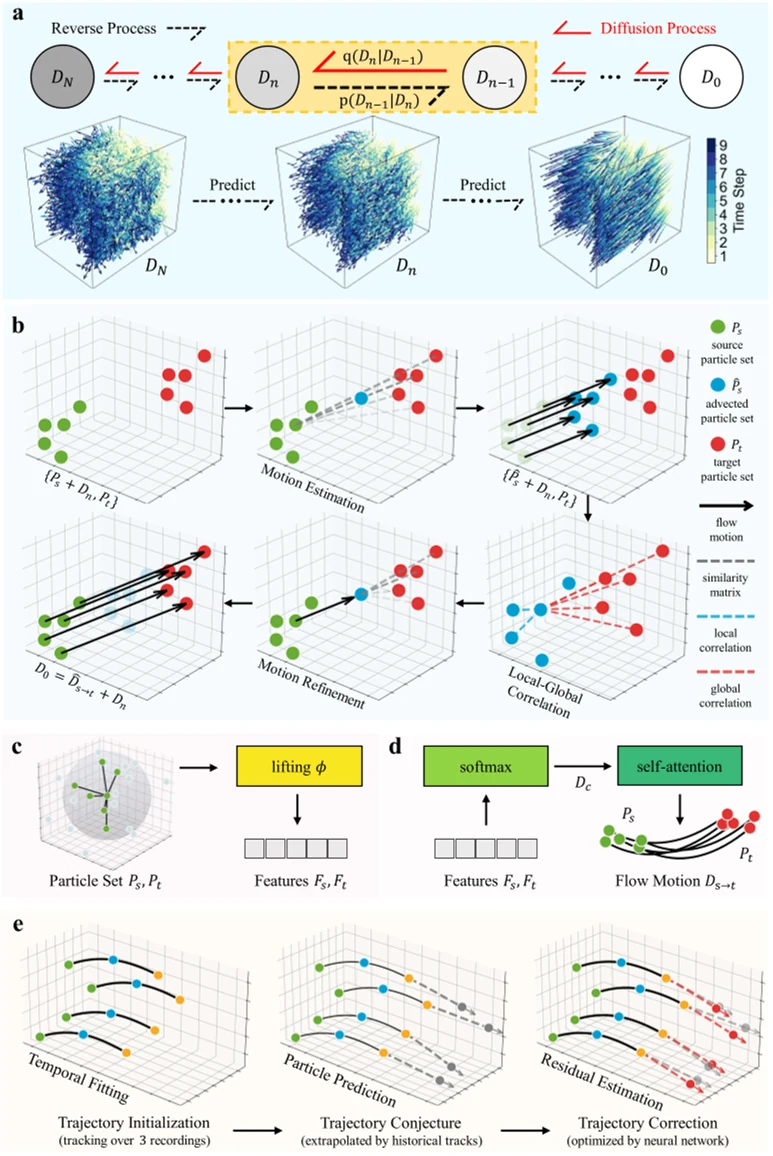 a
Reverse Process
Diffusion Process
D_N
...
D_n
q(D_n|D_{n-1})
p(D_{n-1}|D_n)
D_{n-1}
...
D_0
Predict
Predict
D_N
D_n
D_0
9
8
7
6
5
4
3
2
1
Time Step
b
{P_s + D_n, P_t}
Motion Estimation
{P̂_s + D_n, P_t}
D_0 = D̂_{s→t} + D_n
Motion Refinement
Local-Global
Correlation
P_s
source
particle set
P̂_s
advected
particle set
P_t
target
particle set
flow
motion
similarity
matrix
local
correlation
global
correlation
c
lifting ϕ
Particle Set P_s, P_t
Features F_s, F_t
d
softmax
D_c
self-attention
P_s
P_t
Features F_s, F_t
Flow Motion D_{s→t}
e
Temporal Fitting
Particle Prediction
Residual Estimation
Trajectory Initialization
(tracking over 3 recordings)
Trajectory Conjecture
(extrapolated by historical tracks)
Trajectory Correction
(optimized by neural network)